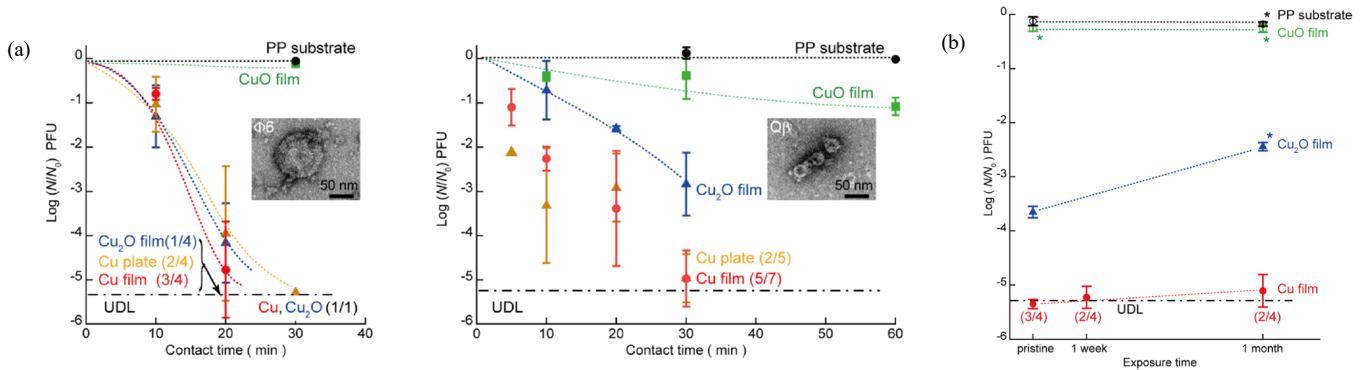 (a)
0
-1
-2
-3
-4
-5
-6
Log (N/N₀) PFU
PP substrate
CuO film
Φ6
50 nm
Cu₂O film(1/4)
Cu plate (2/4)
Cu film (3/4)
UDL
Cu, Cu₂O (1/1)
0 10 20 30 40
Contact time ( min )
0
-1
-2
-3
-4
-5
-6
Log (N/N₀) PFU
PP substrate
CuO film
Qβ
50 nm
Cu₂O film
Cu plate (2/5)
Cu film (5/7)
UDL
10 20 30 40 50 60
Contact time ( min )
(b)
0
-1
-2
-3
-4
-5
-6
Log ( N/N₀) PFU
* PP substrate
CuO film
*
*
*
Cu₂O film
Cu film
UDL
(3/4) (2/4) (2/4)
pristine 1 week 1 month
Exposure time